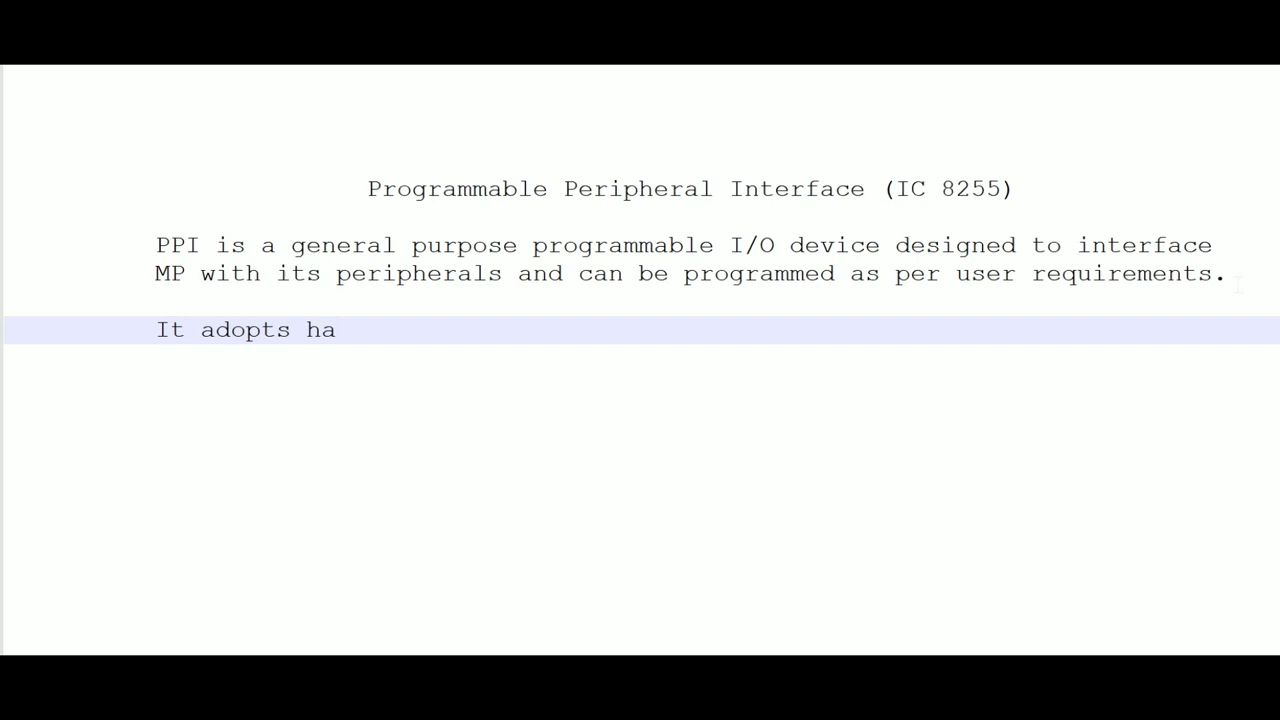 Programmable Peripheral Interface (IC 8255)
PPI is a general purpose programmable I/O device designed to interface
MP with its peripherals and can be programmed as per user requirements.
It adopts ha